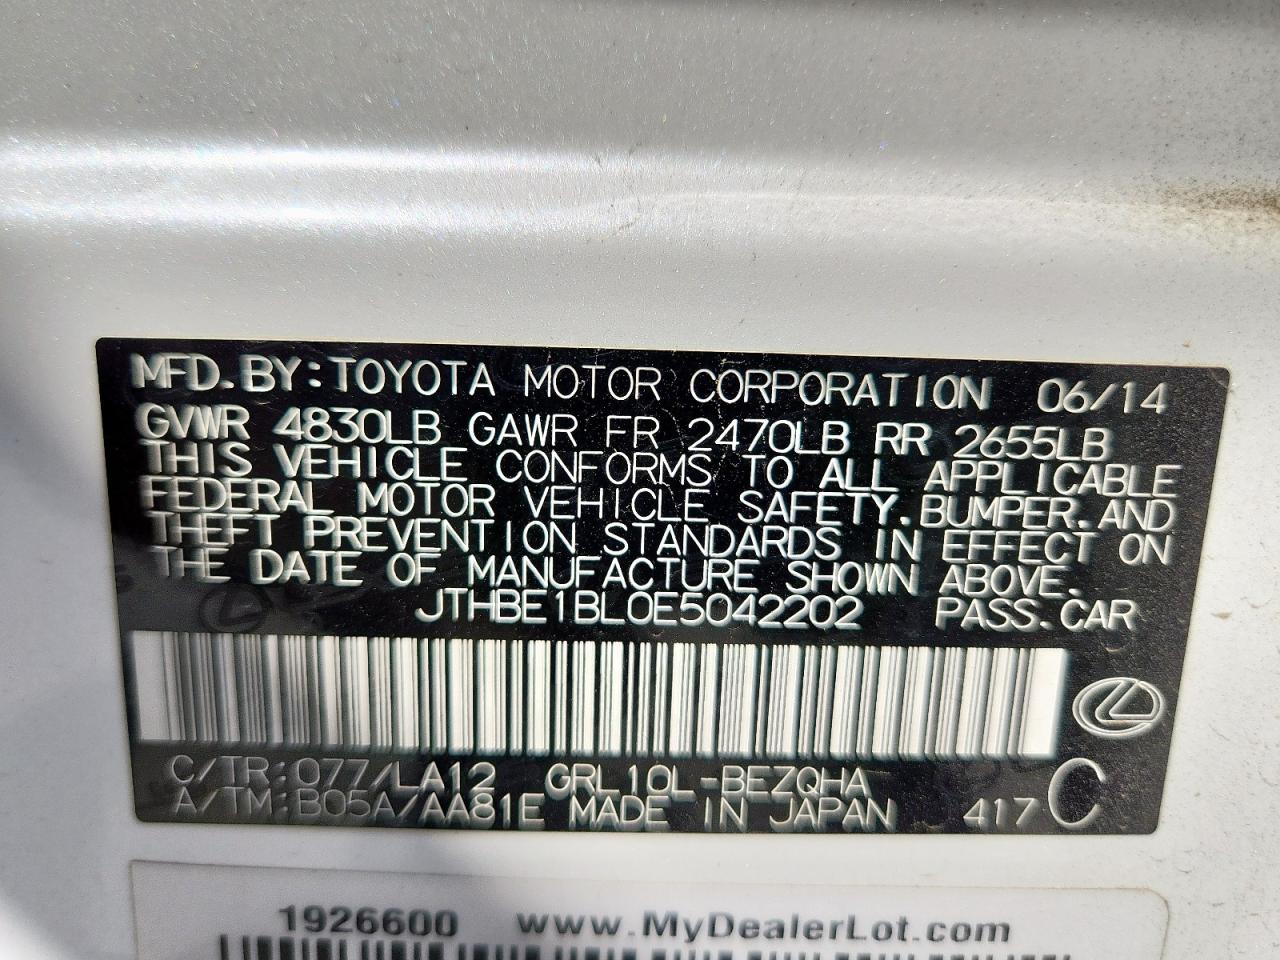 MFD. BY: TOYOTA MOTOR CORPORATION 06/14
GVWR 4830LB GAWR FR 2470LB RR 2655LB
THIS VEHICLE CONFORMS TO ALL APPLICABLE
FEDERAL MOTOR VEHICLE SAFETY. BUMPER. AND
THEFT PREVENTION STANDARDS IN EFFECT ON
THE DATE OF MANUFACTURE SHOWN ABOVE.
JTHBE1BL0E5042202 PASS. CAR
C/TR: 077/LA12 GRL10L-BEZQHA
A/TM: B05A/AA81E MADE IN JAPAN 417 C
1926600 www.MyDealerLot.com